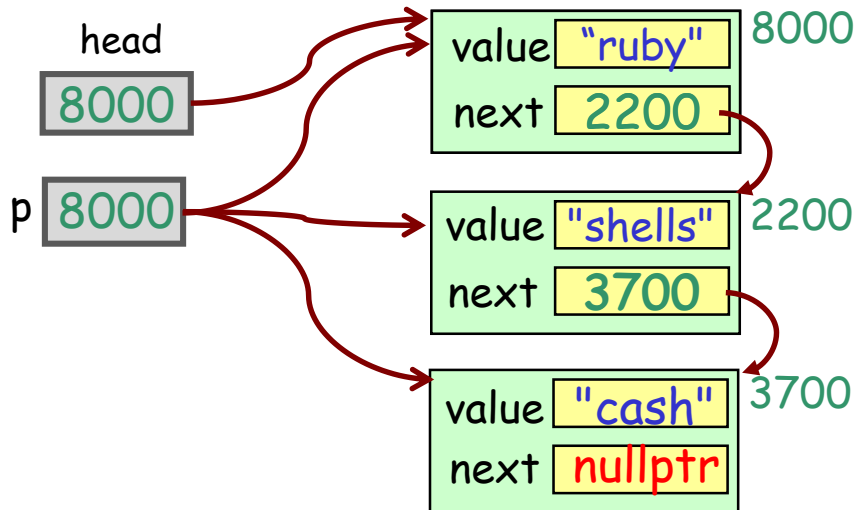 head
8000
p 8000
value “ruby" 8000
next 2200
value "shells" 2200
next 3700
value "cash" 3700
next nullptr